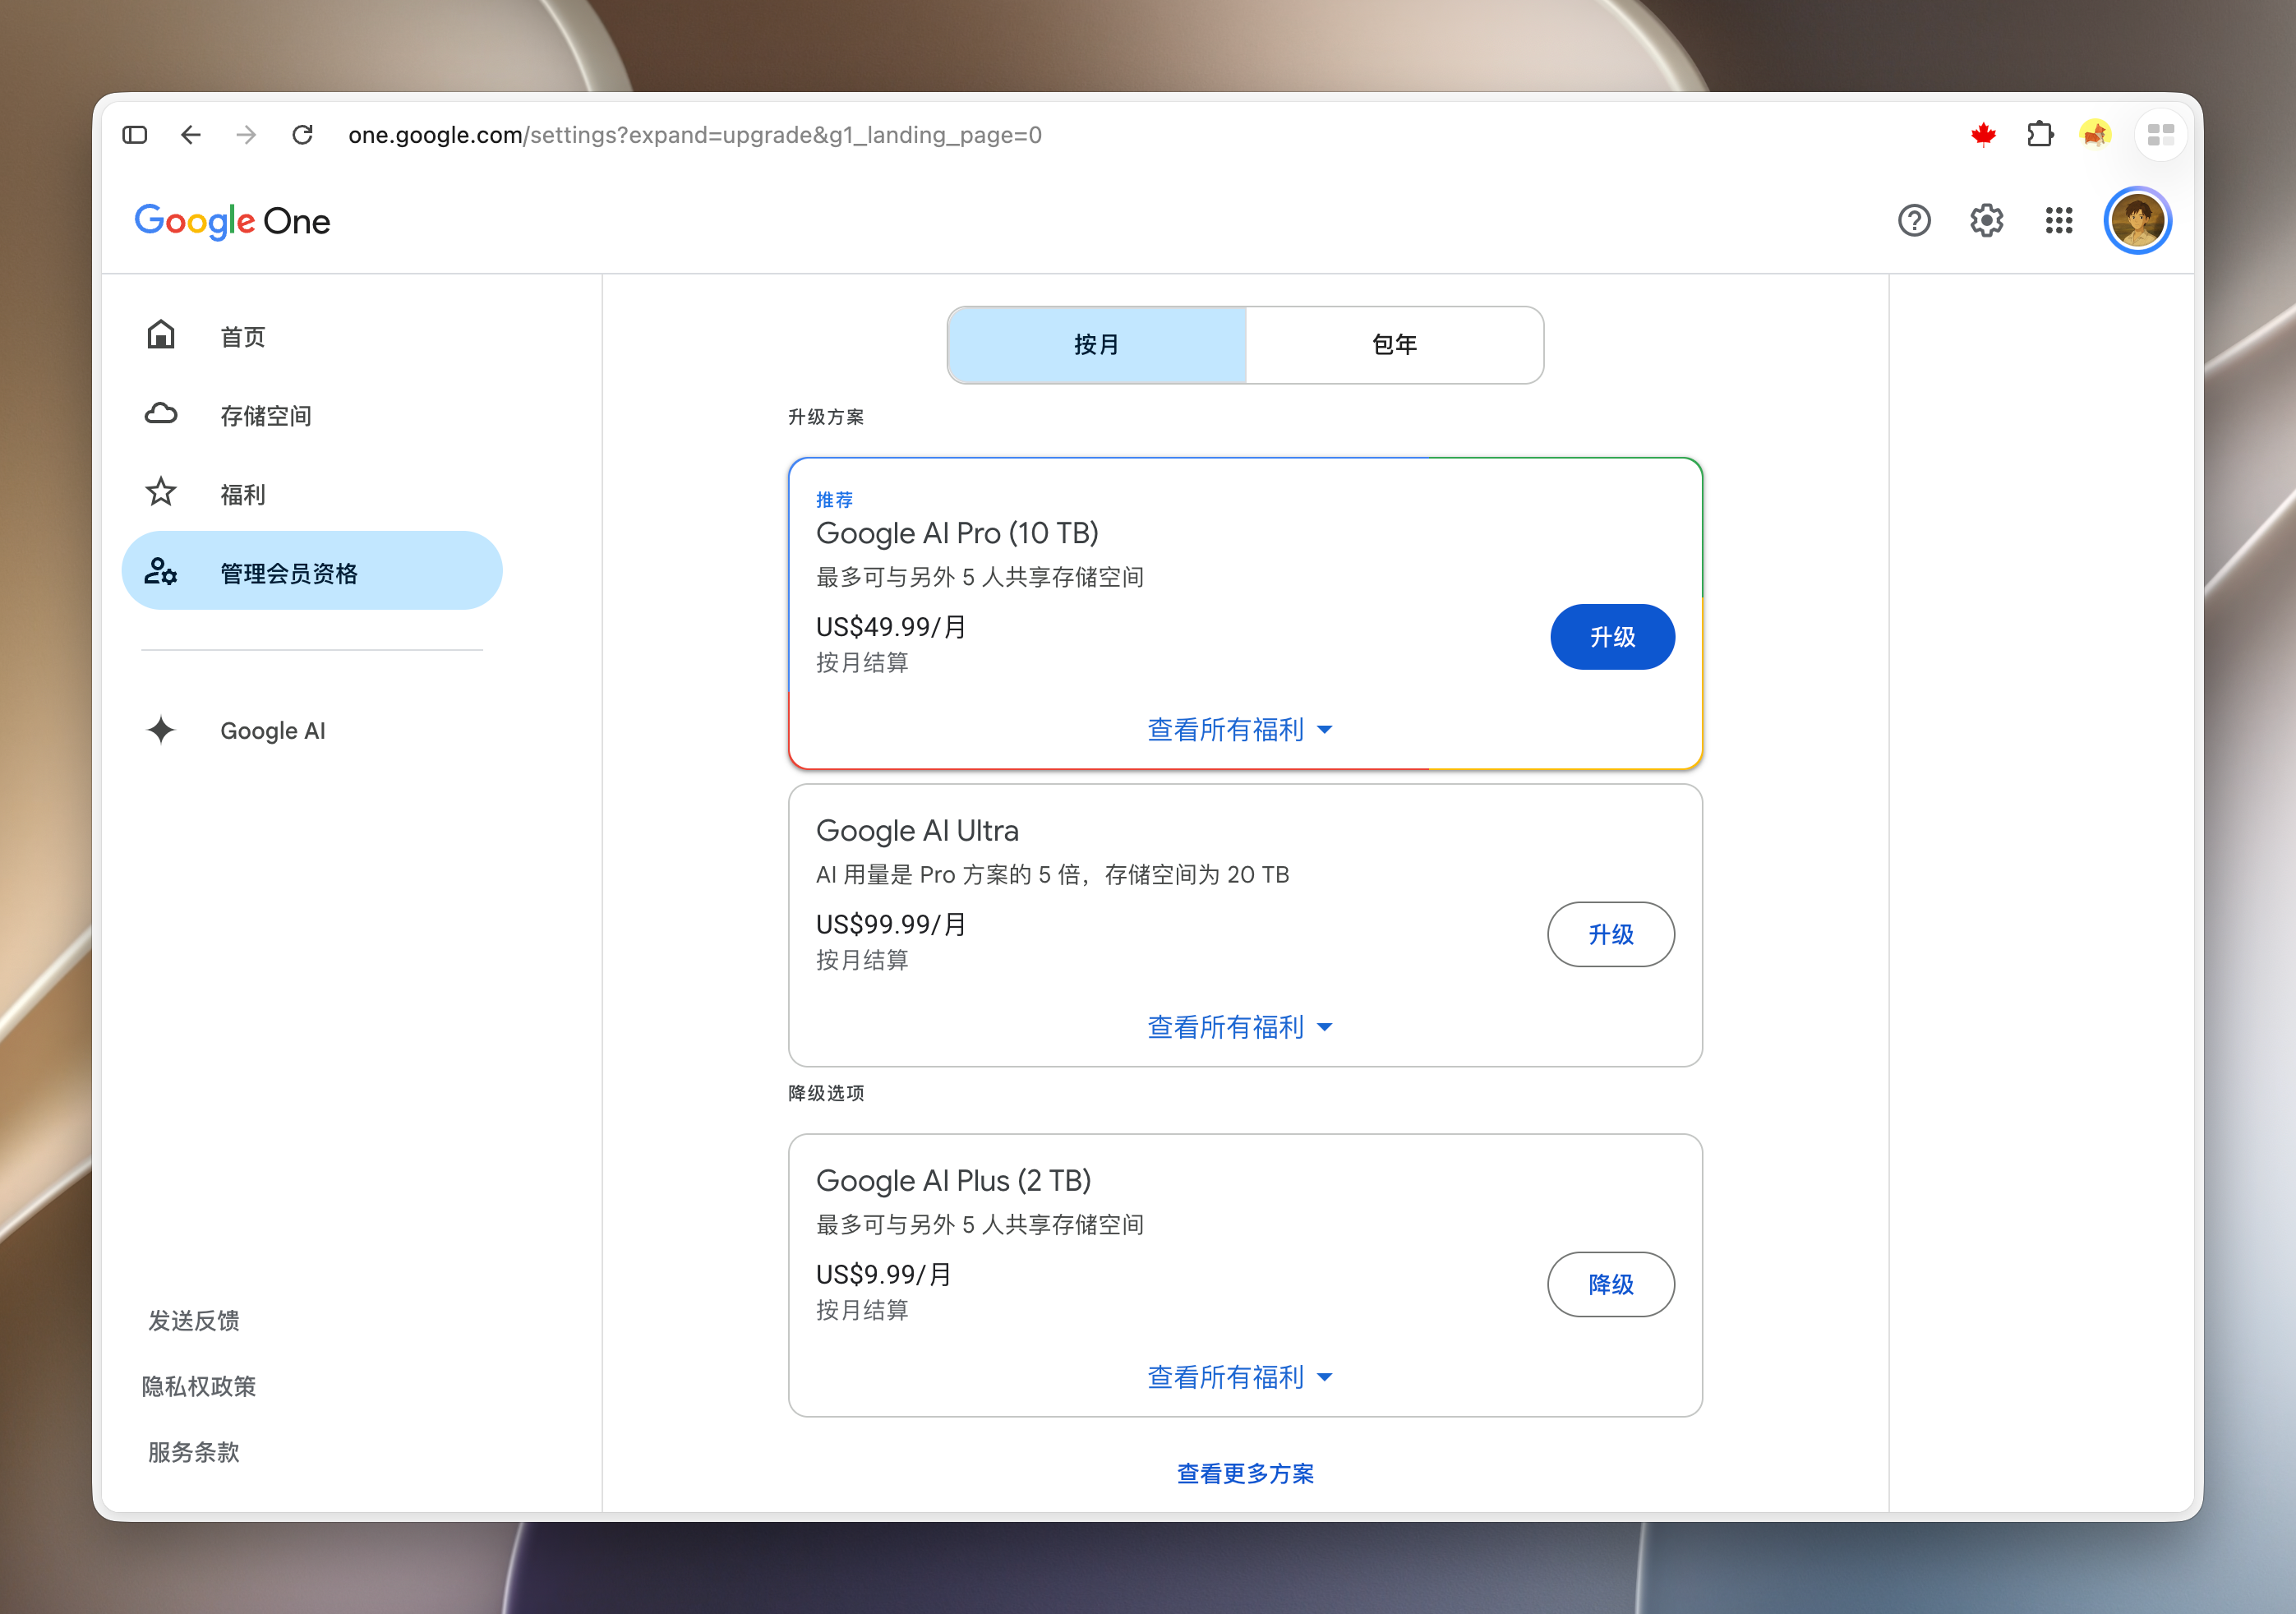 one.google.com/settings?expand=upgrade&g1_landing_page=0
Google One
首页
存储空间
福利
管理会员资格
Google AI
发送反馈
隐私权政策
服务条款
按月
包年
升级方案
推荐
Google AI Pro (10 TB)
最多可与另外 5 人共享存储空间
US$49.99/月
按月结算
升级
查看所有福利
Google AI Ultra
AI 用量是 Pro 方案的 5 倍，存储空间为 20 TB
US$99.99/月
按月结算
升级
查看所有福利
降级选项
Google AI Plus (2 TB)
最多可与另外 5 人共享存储空间
US$9.99/月
按月结算
降级
查看所有福利
查看更多方案